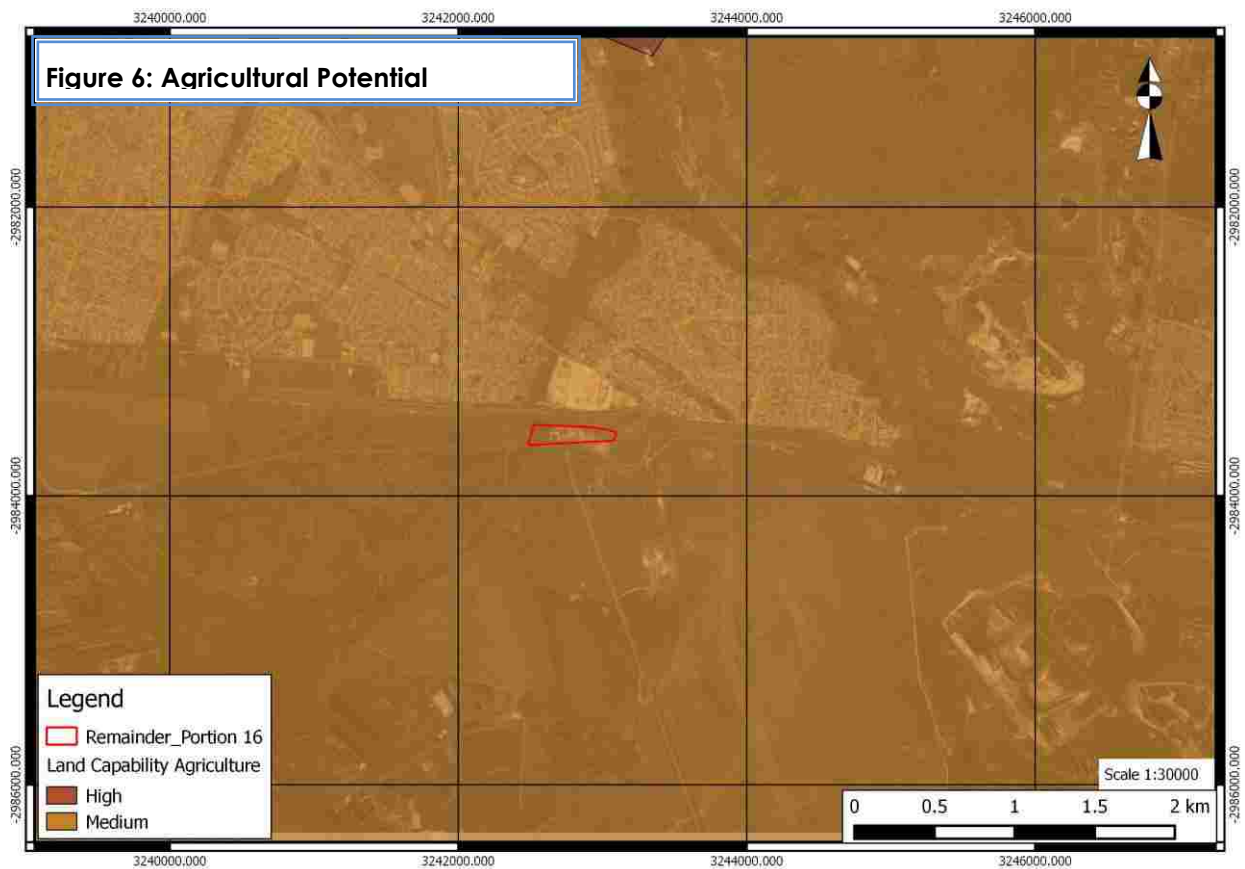 3240000.000 3242000.000 3244000.000 3246000.000
Figure 6: Agricultural Potential
-2982000.000 -2982000.000
-2984000.000 -2984000.000
-2986000.000 -2986000.000
Legend
Remainder_Portion 16
Land Capability Agriculture
High
Medium
Scale 1:30000
0 0.5 1 1.5 2 km
3240000.000 3242000.000 3244000.000 3246000.000